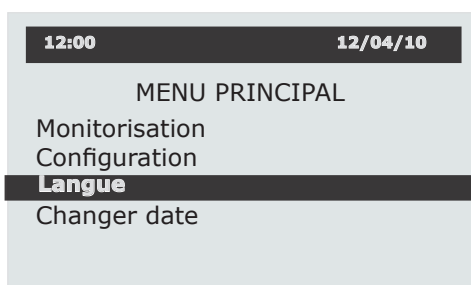 12:00 12/04/10
MENU PRINCIPAL
Monitorisation
Configuration
Langue
Changer date